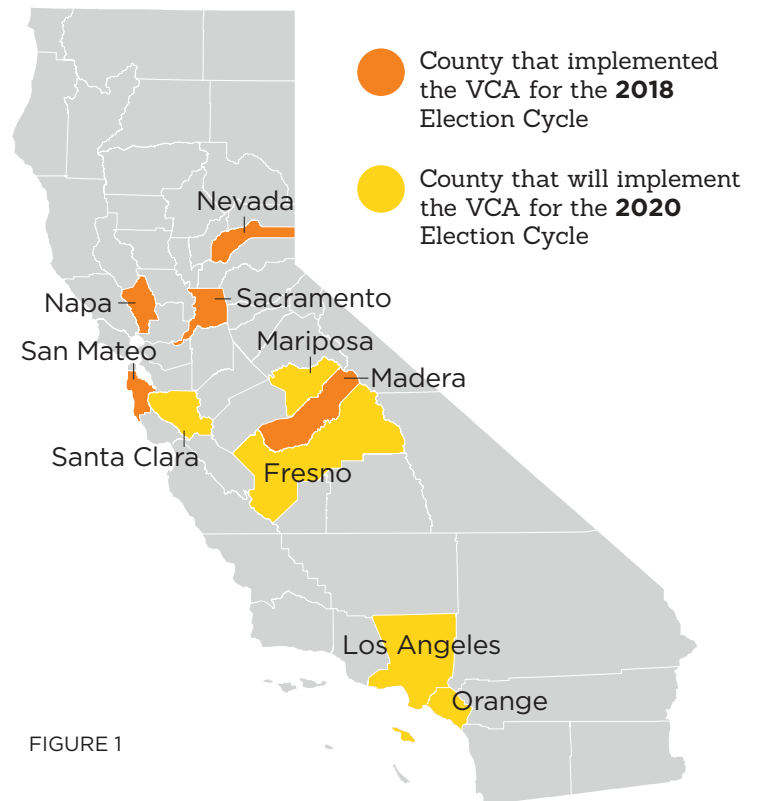 County that implemented
the VCA for the 2018
Election Cycle
County that will implement
the VCA for the 2020
Election Cycle
Nevada
Napa
Sacramento
San Mateo
Mariposa
Madera
Santa Clara
Fresno
Los Angeles
Orange
FIGURE 1